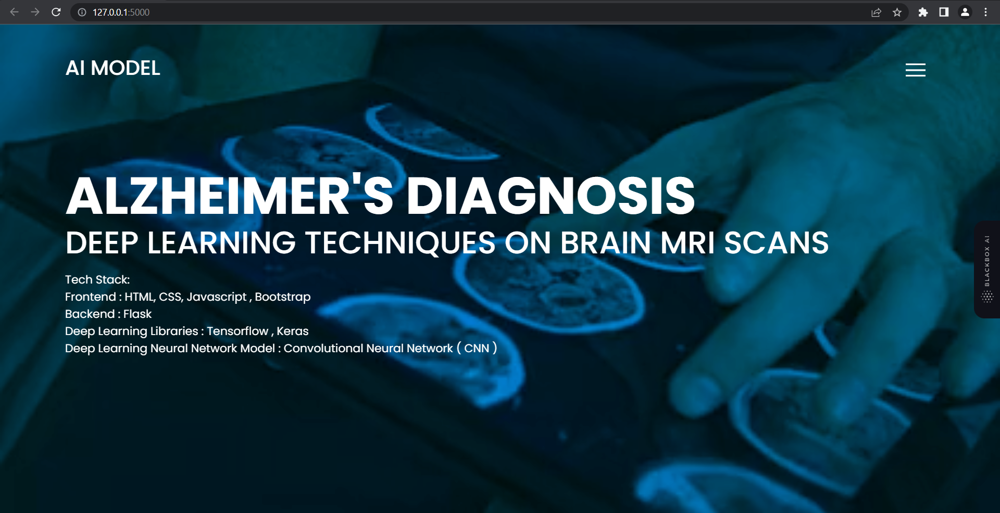 127.0.0.1:5000
AI MODEL
ALZHEIMER'S DIAGNOSIS
DEEP LEARNING TECHNIQUES ON BRAIN MRI SCANS
Tech Stack:
Frontend : HTML, CSS, Javascript , Bootstrap
Backend : Flask
Deep Learning Libraries : Tensorflow , Keras
Deep Learning Neural Network Model : Convolutional Neural Network ( CNN )
BLACKBOX AI